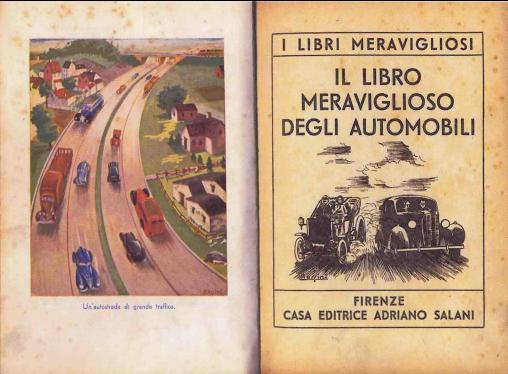 Un'autostrada di grande traffico.
I LIBRI MERAVIGLIOSI
IL LIBRO
MERAVIGLIOSO
DEGLI AUTOMOBILI
FIRENZE
CASA EDITRICE ADRIANO SALANI